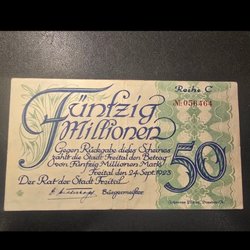 Reihe C
№ 056464
Fünfzig
Millionen
Gegen Rückgabe dieses Scheines
zahlt die Stadt Freital den Betrag
von Fünfzig Millionen Mark
Freital den 24. Sept. 1923
Der Rat der Stadt Freital
Bürgermeister
50